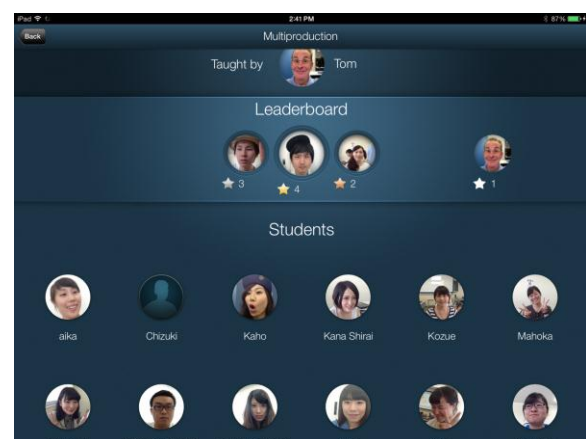 iPad 2:41 PM 87%
Back Multiproduction
Taught by Tom
Leaderboard
3 4 2 1
Students
aika Chizuki Kaho Kana Shirai Kozue Mahoka